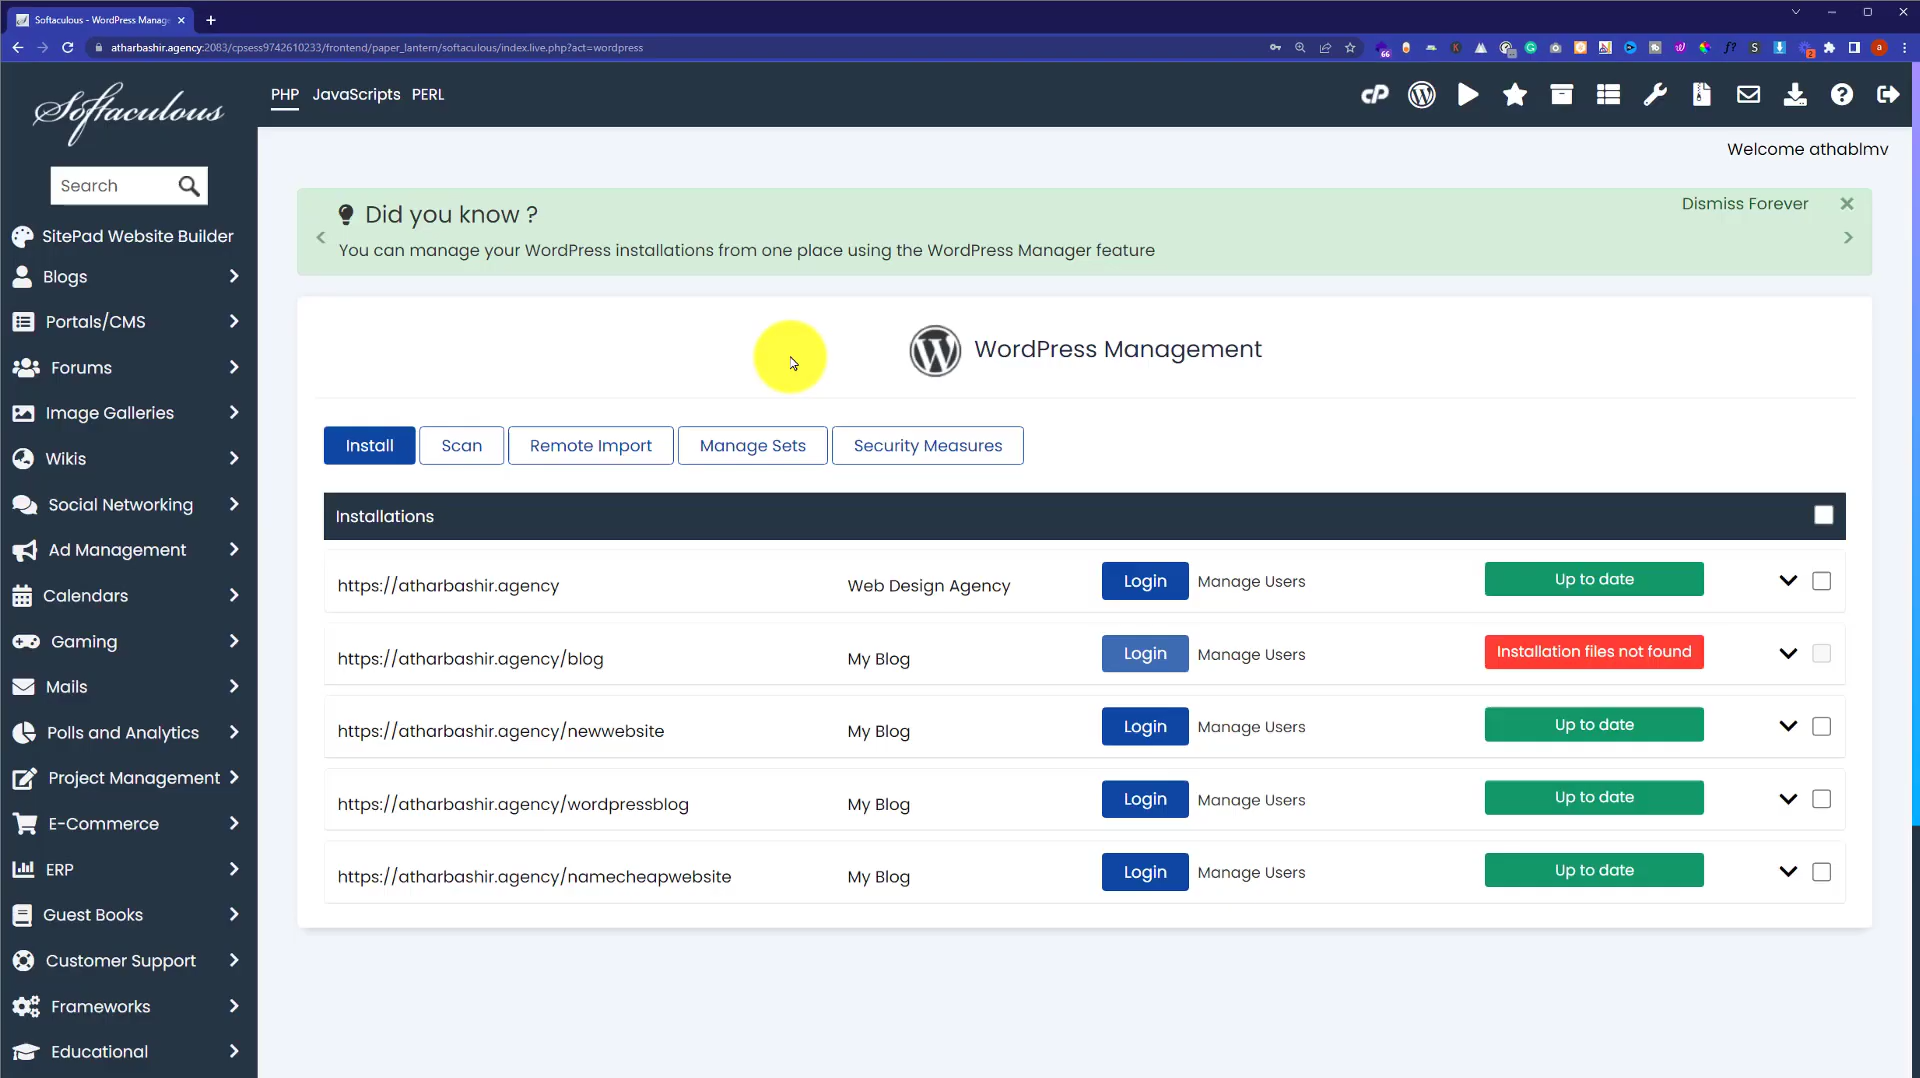 Softaculous - WordPress Manag
atharbashir.agency:2083/cpsess9742610233/frontend/paper_lantern/softaculous/index.live.php?act=wordpress
66
2
a
Softaculous
PHP JavaScripts PERL
cP
Welcome athablmv
Search
SitePad Website Builder
Blogs
Portals/CMS
Forums
Image Galleries
Wikis
Social Networking
Ad Management
Calendars
Gaming
Mails
Polls and Analytics
Project Management
E-Commerce
ERP
Guest Books
Customer Support
Frameworks
Educational
Did you know ?
Dismiss Forever
You can manage your WordPress installations from one place using the WordPress Manager feature
WordPress Management
Install Scan Remote Import Manage Sets Security Measures
Installations
https://atharbashir.agency Web Design Agency Login Manage Users Up to date
https://atharbashir.agency/blog My Blog Login Manage Users Installation files not found
https://atharbashir.agency/newwebsite My Blog Login Manage Users Up to date
https://atharbashir.agency/wordpressblog My Blog Login Manage Users Up to date
https://atharbashir.agency/namecheapwebsite My Blog Login Manage Users Up to date